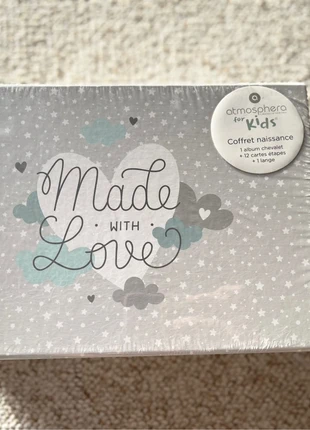 atmosphera
for
Kids
Coffret naissance
1 album chevalet
+ 12 cartes étapes
+ 1 lange
Made
WITH
Love